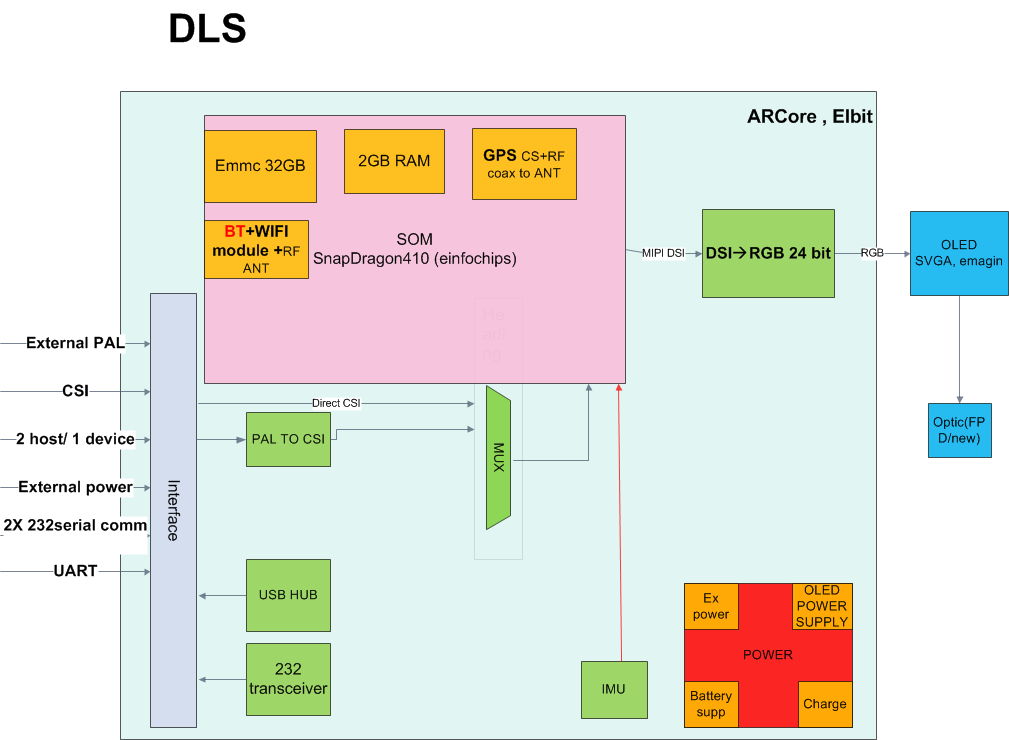 DLS
ARCore , Elbit
Emmc 32GB
2GB RAM
GPS CS+RF
coax to ANT
BT+WIFI
module +RF
ANT
SOM
SnapDragon410 (einfochips)
MIPI DSI
DSI→RGB 24 bit
RGB
OLED
SVGA, emagin
Optic(FP
D/new)
External PAL
CSI
2 host/ 1 device
External power
2X 232serial comm
UART
Interface
Direct CSI
PAL TO CSI
MUX
USB HUB
232
transceiver
IMU
Ex
power
OLED
POWER
SUPPLY
POWER
Battery
supp
Charge